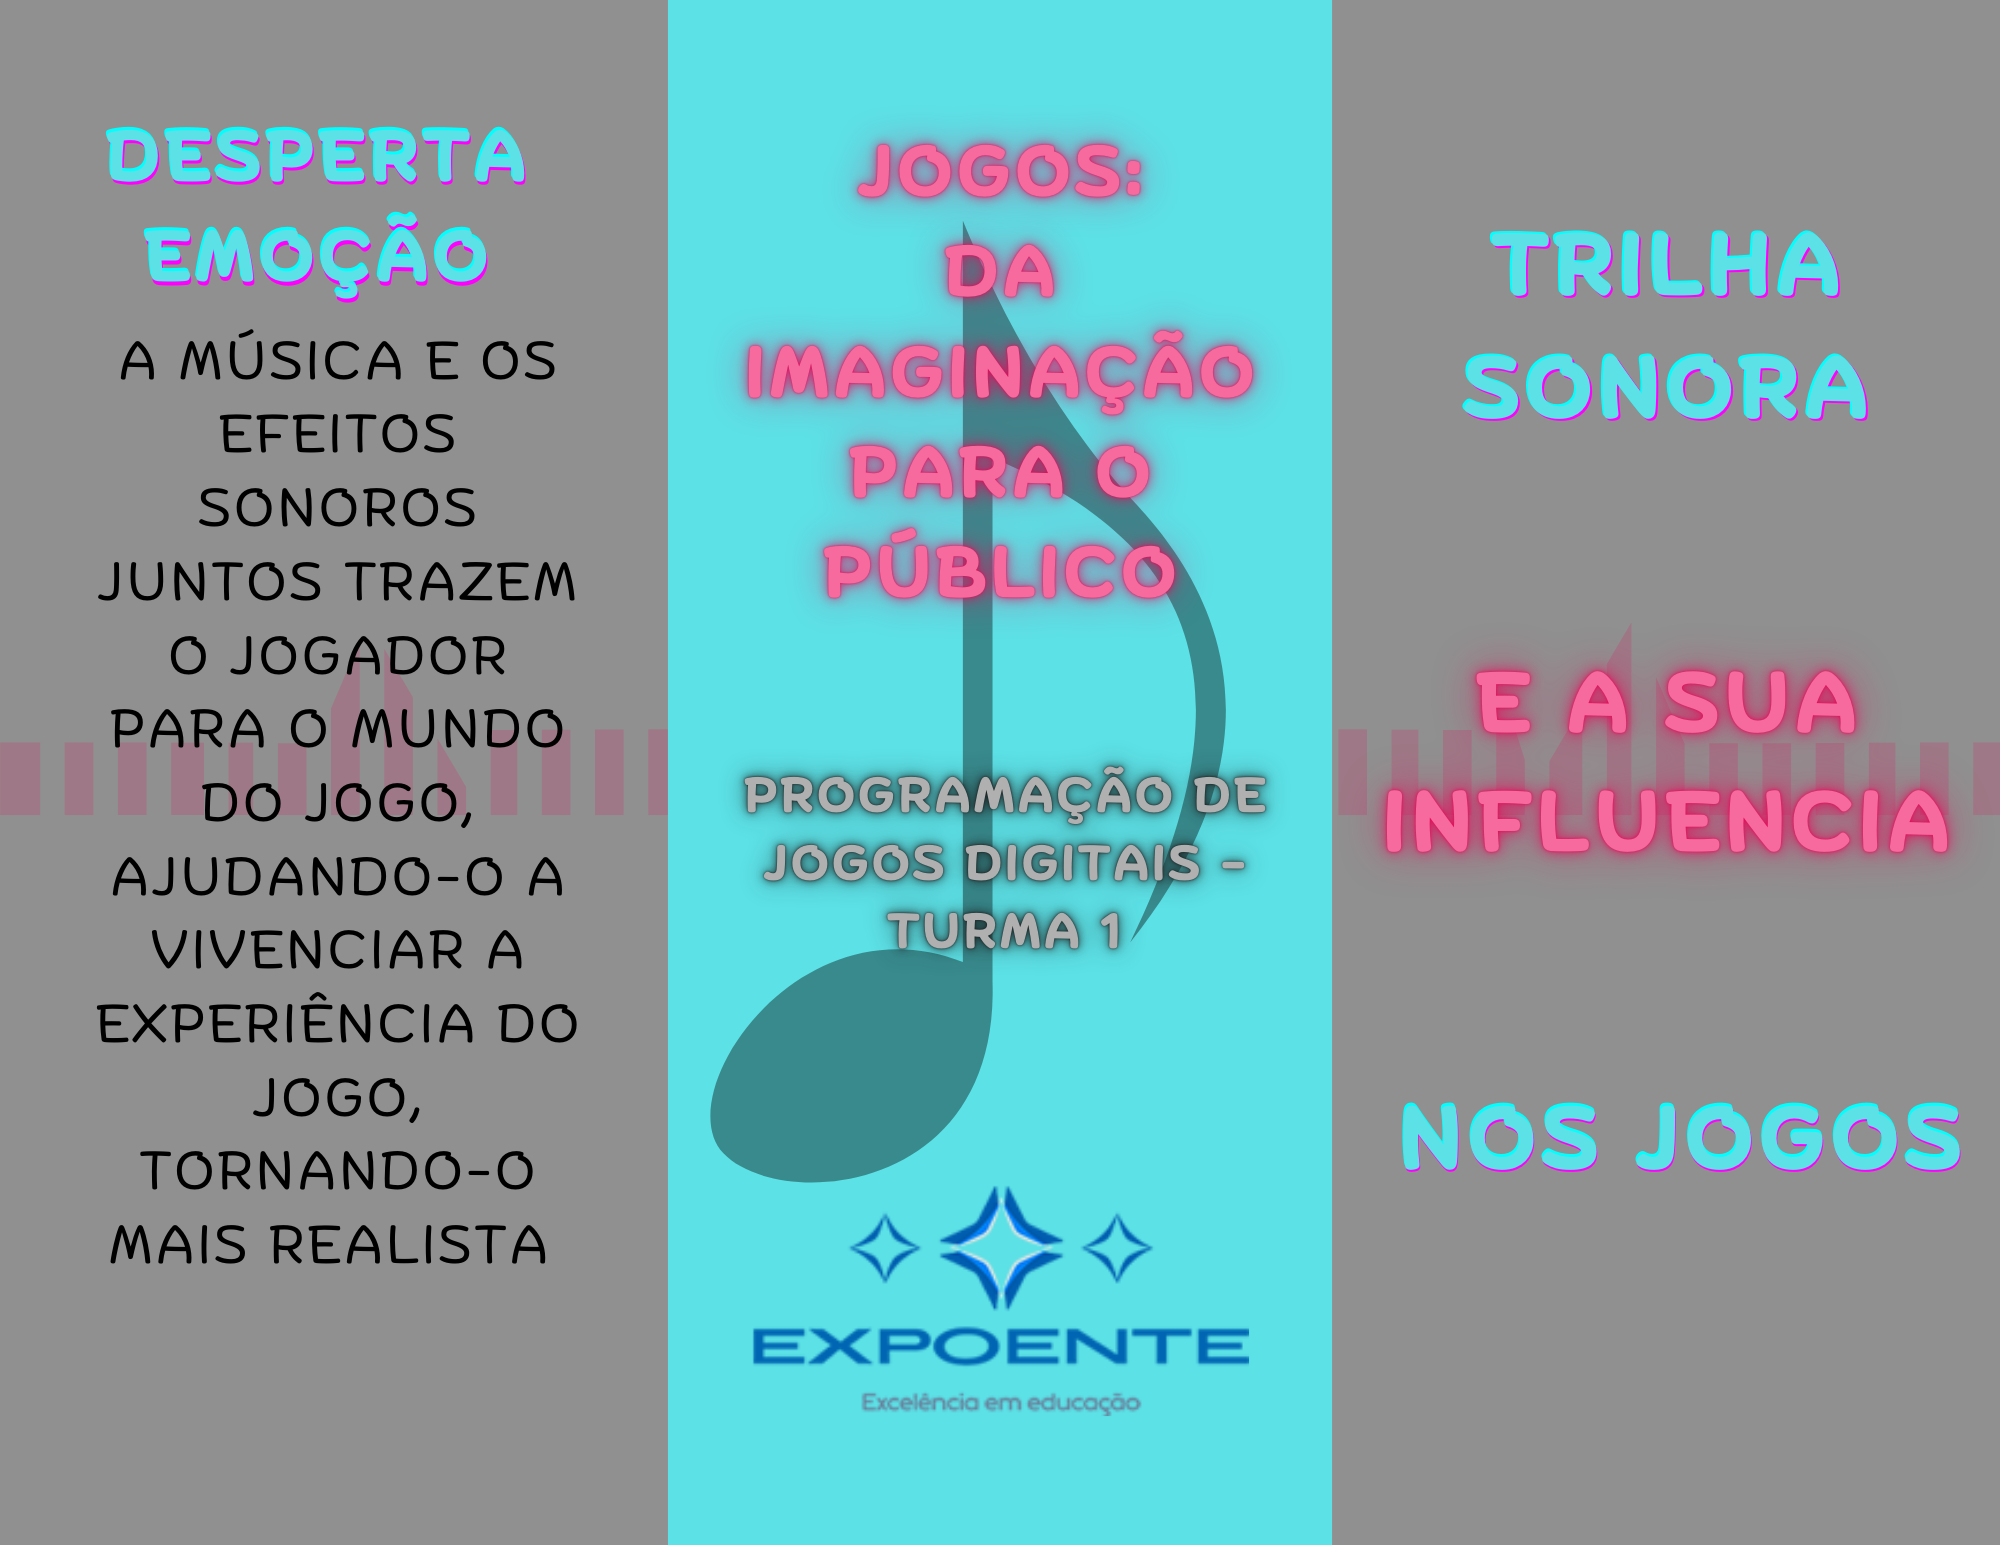 DESPERTA
EMOÇÃO
A MÚSICA E OS
EFEITOS
SONOROS
JUNTOS TRAZEM
O JOGADOR
PARA O MUNDO
DO JOGO,
AJUDANDO-O A
VIVENCIAR A
EXPERIÊNCIA DO
JOGO,
TORNANDO-O
MAIS REALISTA
JOGOS:
DA
IMAGINAÇÃO
PARA O
PÚBLICO
PROGRAMAÇÃO DE
JOGOS DIGITAIS -
TURMA 1
EXPOENTE
Excelência em educação
TRILHA
SONORA
E A SUA
INFLUENCIA
NOS JOGOS